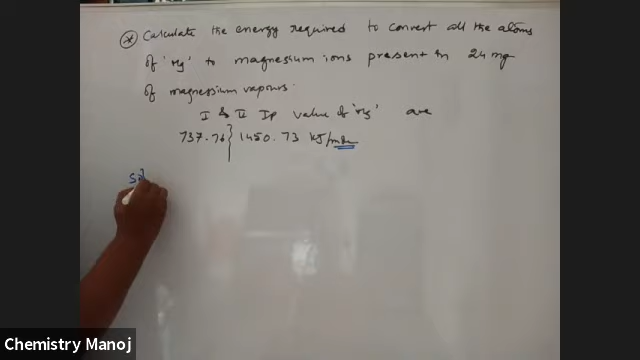 * Calculate the energy required to convert all the atoms
of 'Mg' to magnesium ions present in 24 mg
of magnesium vapours.
I & II Ip value of 'Mg' are
737.76 } 1450.73 kJ/mole
Sol
Chemistry Manoj